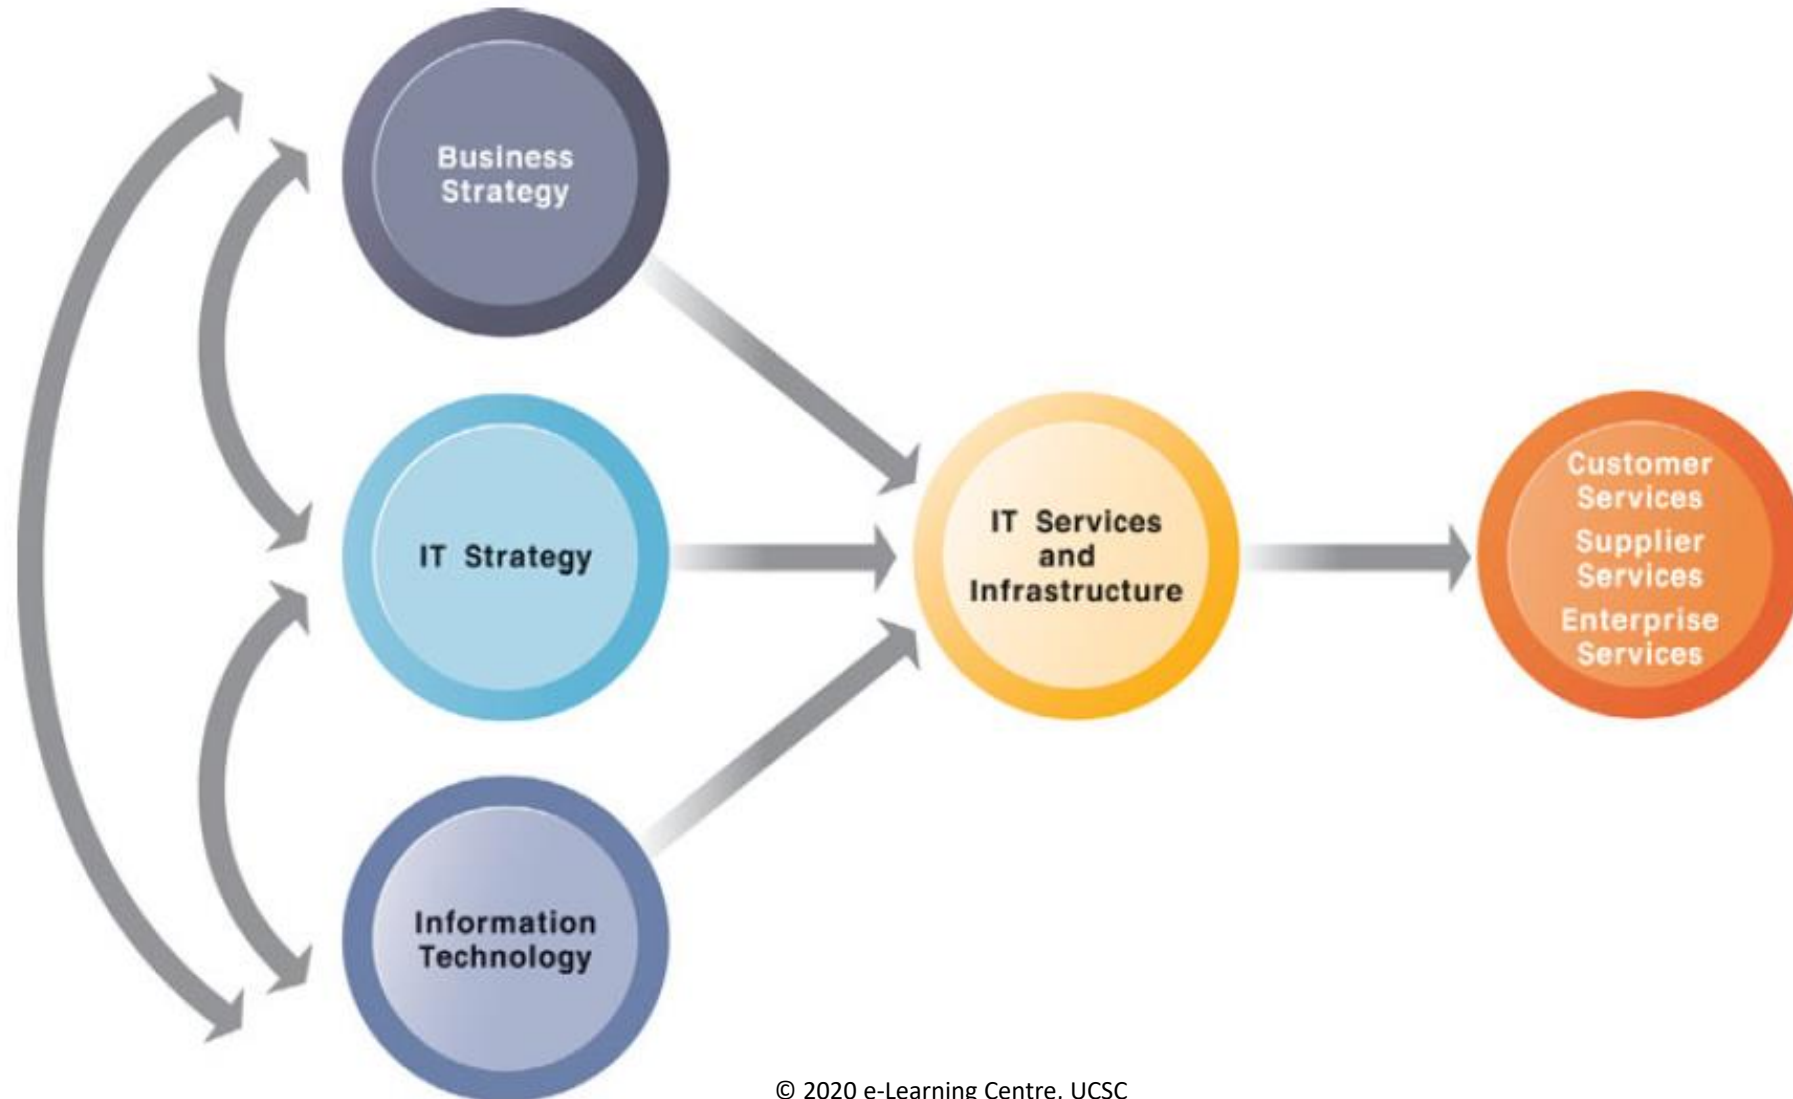 Business
Strategy
IT Strategy
Information
Technology
IT Services
and
Infrastructure
Customer
Services
Supplier
Services
Enterprise
Services
© 2020 e-Learning Centre, UCSC